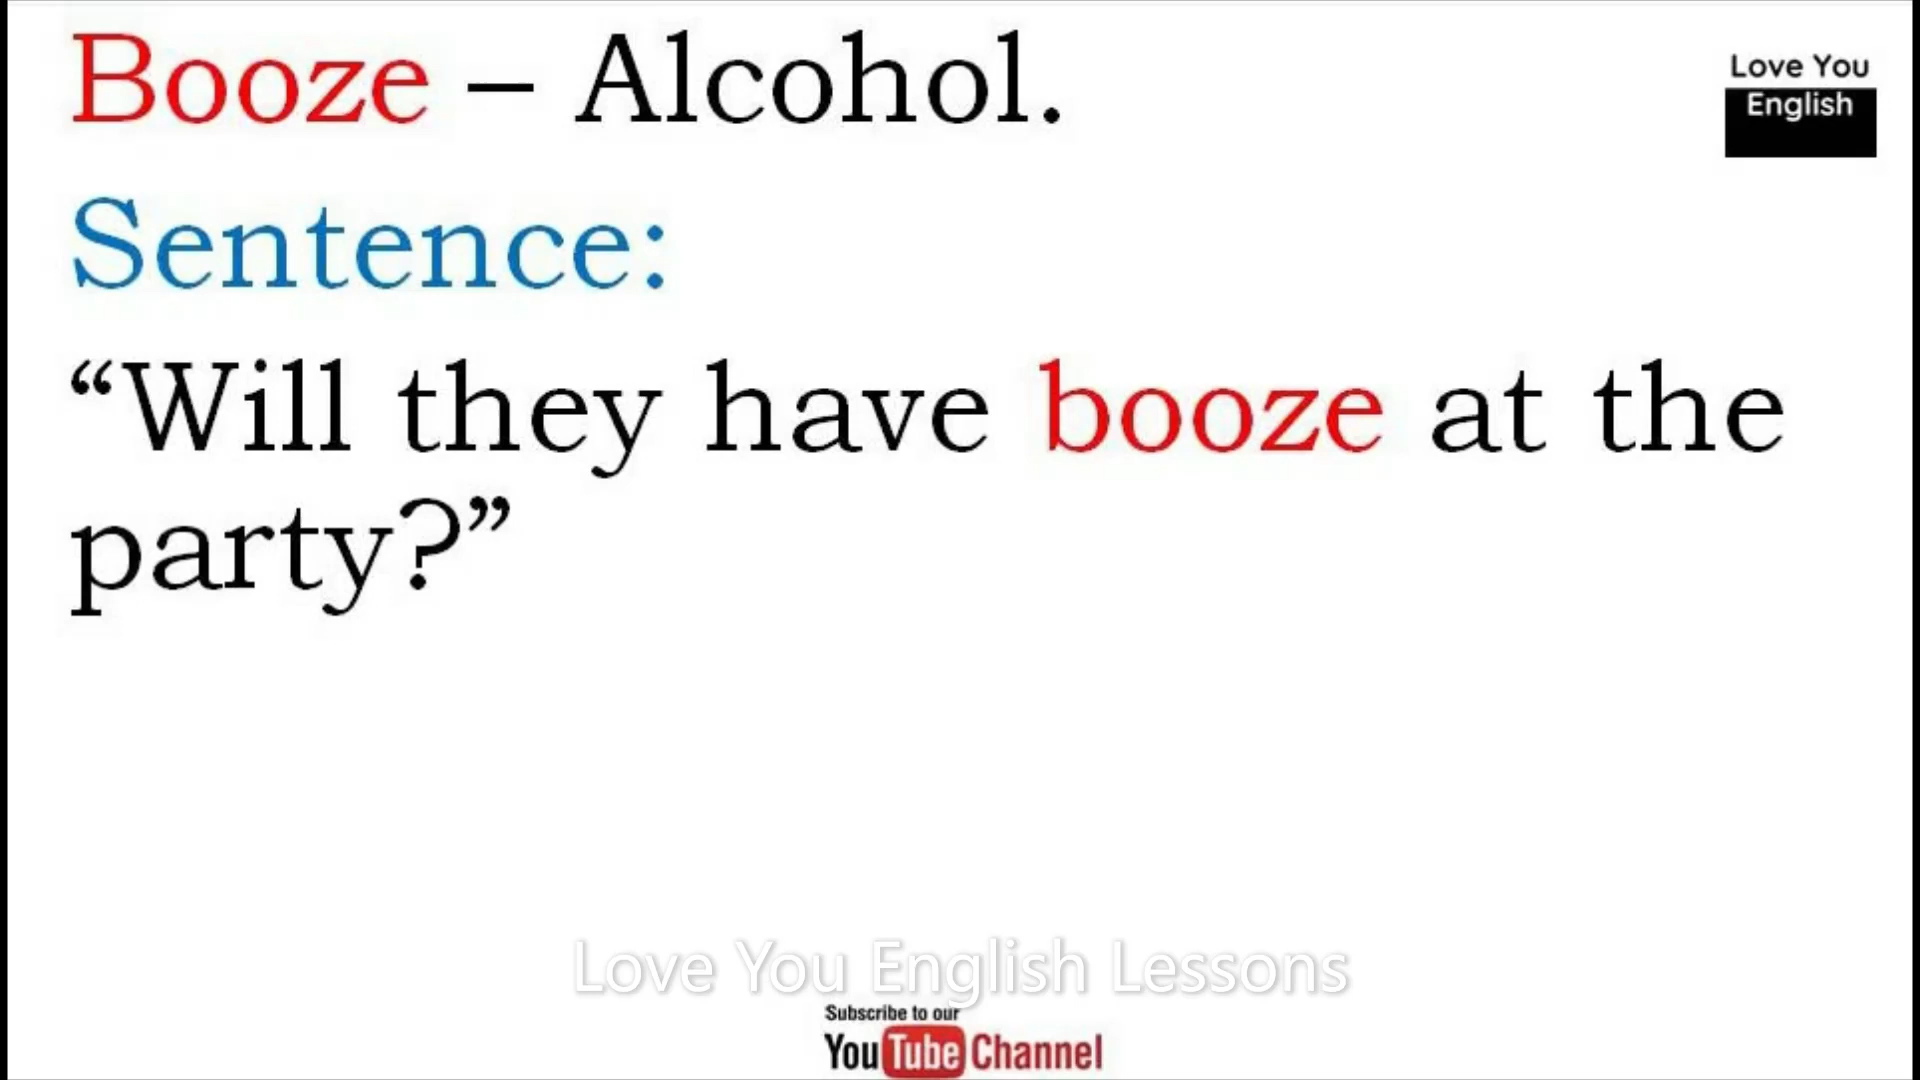 Booze – Alcohol.
Love You
English
Sentence:
“Will they have booze at the
party?”
Love You English Lessons
Subscribe to our
YouTube Channel